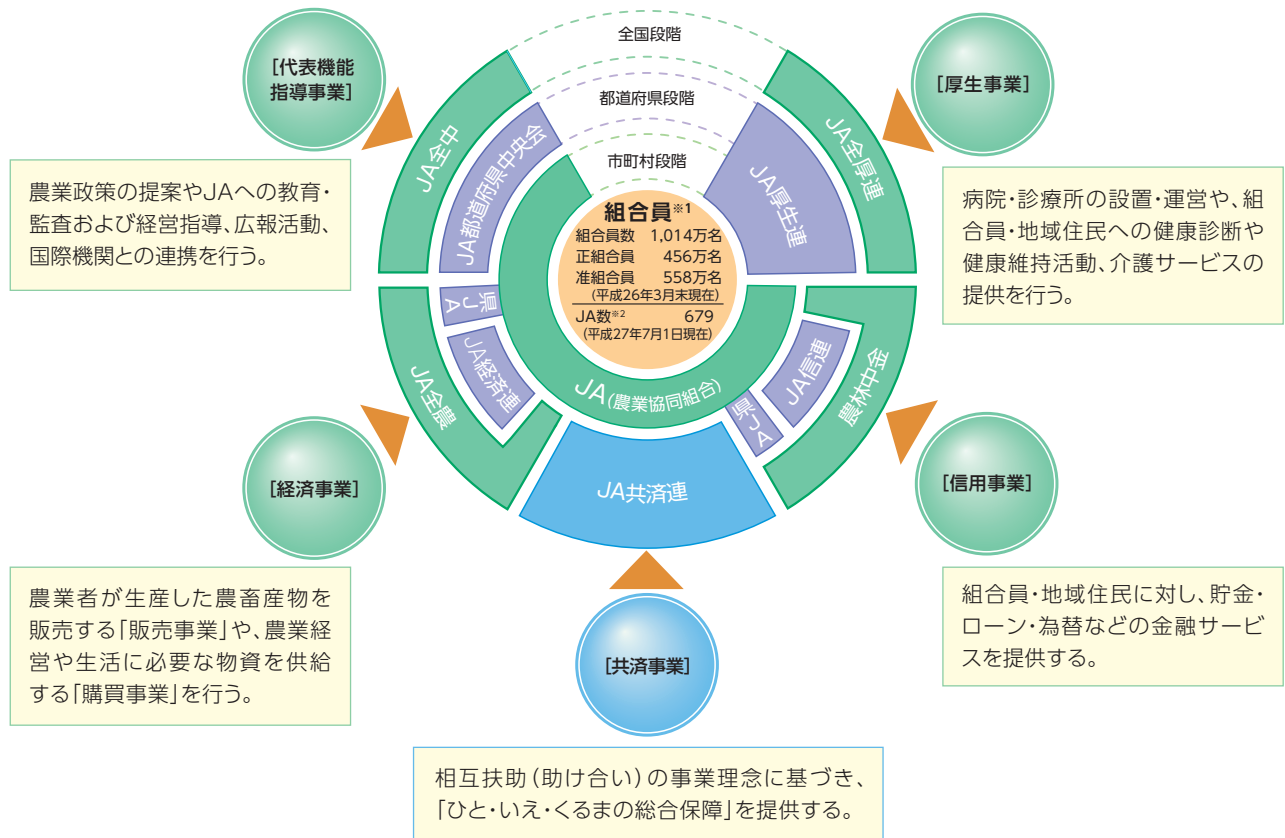 全国段階
都道府県段階
市町村段階
[代表機能
指導事業]
農業政策の提案やJAへの教育・
監査および経営指導、広報活動、
国際機関との連携を行う。
[厚生事業]
病院・診療所の設置・運営や、組
合員・地域住民への健康診断や
健康維持活動、介護サービスの
提供を行う。
JA全中
JA都道府県中央会
JA厚生連
JA全厚連
組合員※1
組合員数 1,014万名
正組合員 456万名
准組合員 558万名
(平成26年3月末現在)
JA数※2 679
(平成27年7月1日現在)
県JA
JA経済連
JA全農
JA(農業協同組合)
県JA
JA信連
農林中金
JA共済連
[経済事業]
農業者が生産した農畜産物を
販売する「販売事業」や、農業経
営や生活に必要な物資を供給
する「購買事業」を行う。
[信用事業]
組合員・地域住民に対し、貯金・
ローン・為替などの金融サービ
スを提供する。
[共済事業]
相互扶助(助け合い)の事業理念に基づき、
「ひと・いえ・くるまの総合保障」を提供する。